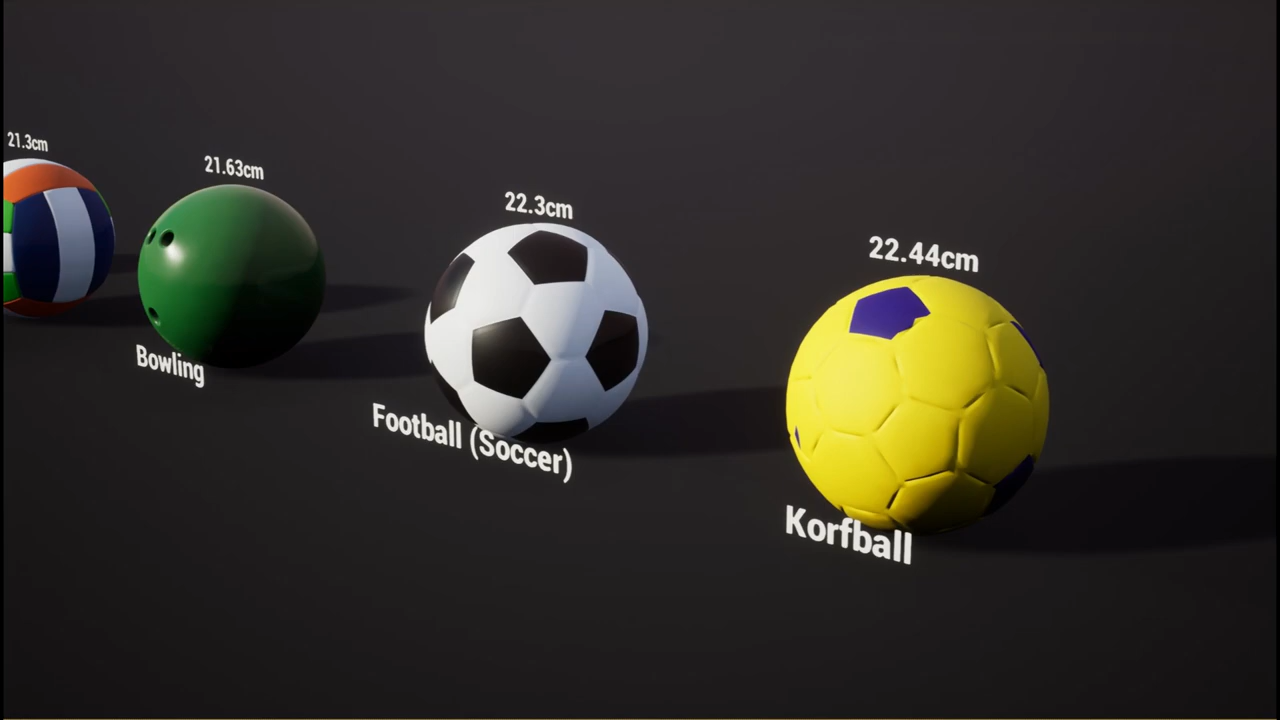 21.3cm
21.63cm
22.3cm
22.44cm
Bowling
Football (Soccer)
Korfball